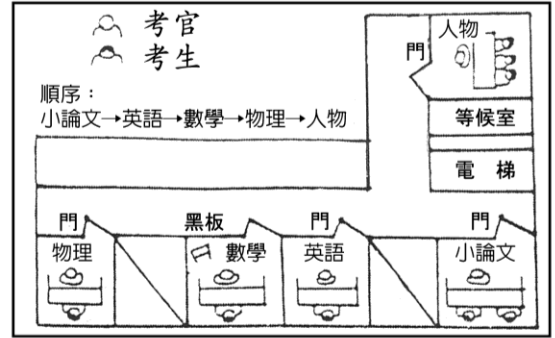 考官
考生
順序：
小論文→英語→數學→物理→人物
人物
門
等候室
電梯
門
黑板
門
門
物理
數學
英語
小論文